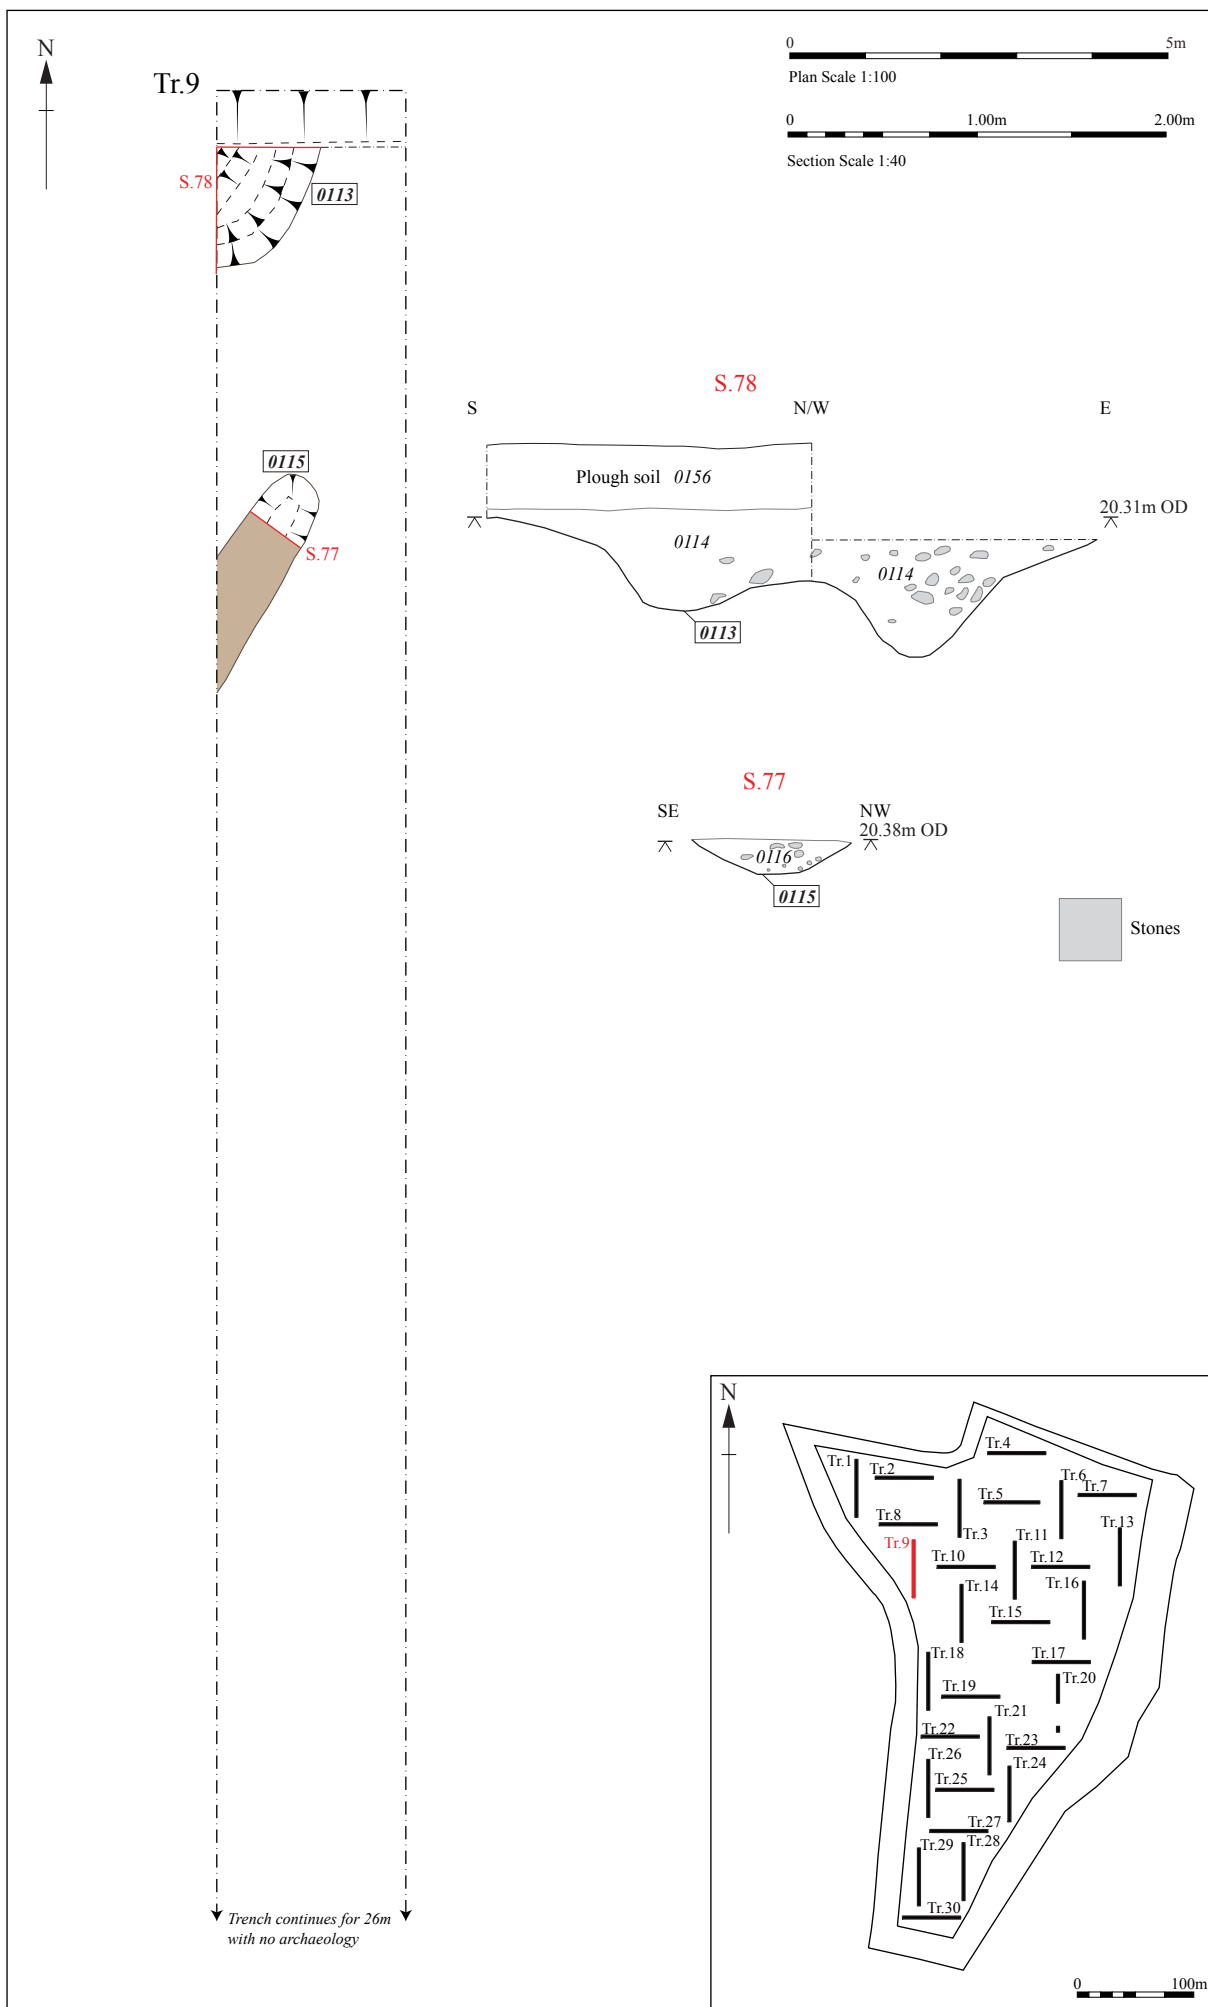 N
Tr.9
0 5m
Plan Scale 1:100
0 1.00m 2.00m
Section Scale 1:40
S.78
0113
0115
S.77
S.78
S N/W E
Plough soil 0156
20.31m OD
0114
0114
0113
S.77
SE NW
20.38m OD
0116
0115
Stones
Trench continues for 26m
with no archaeology
N
Tr.4
Tr.1
Tr.2
Tr.6
Tr.7
Tr.5
Tr.8
Tr.3
Tr.11
Tr.13
Tr.9
Tr.10
Tr.12
Tr.14
Tr.16
Tr.15
Tr.18
Tr.17
Tr.20
Tr.19
Tr.21
Tr.22
Tr.23
Tr.26
Tr.24
Tr.25
Tr.27
Tr.29
Tr.28
Tr.30
0 100m